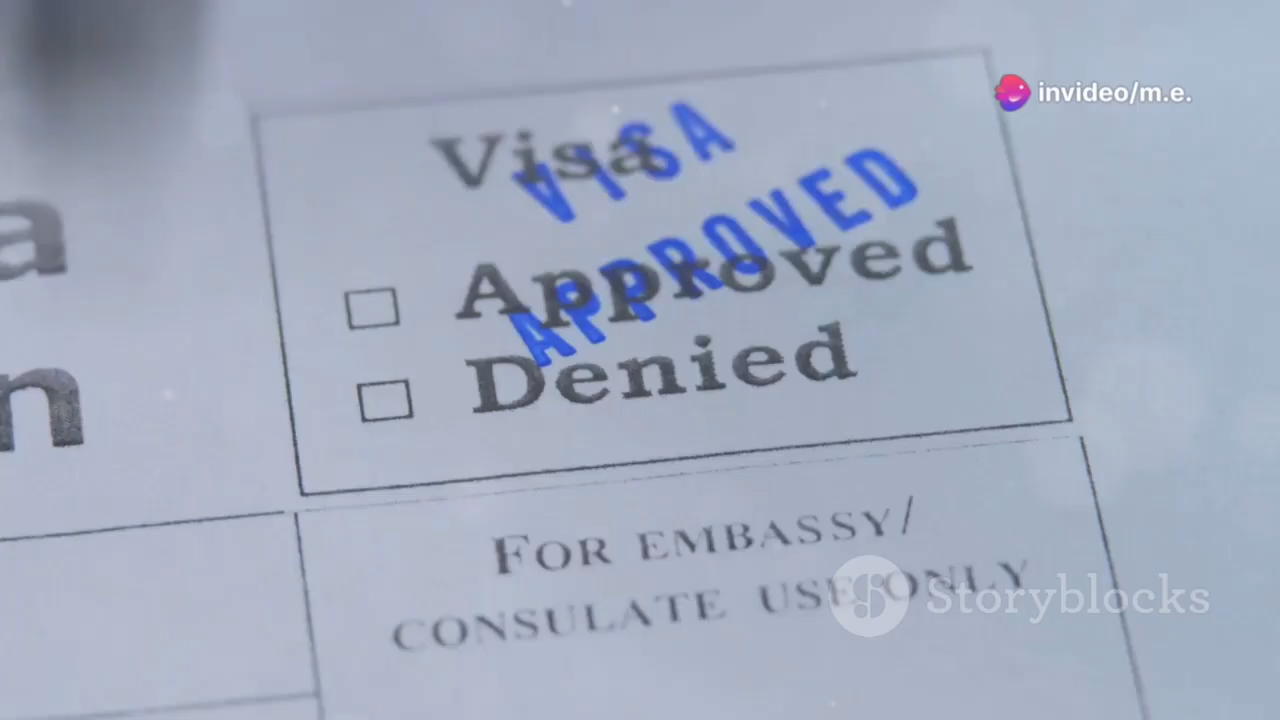 invideo/m.e.
Visa
VISA
APPROVED
Approved
Denied
a
n
FOR EMBASSY/
CONSULATE USE ONLY
Storyblocks